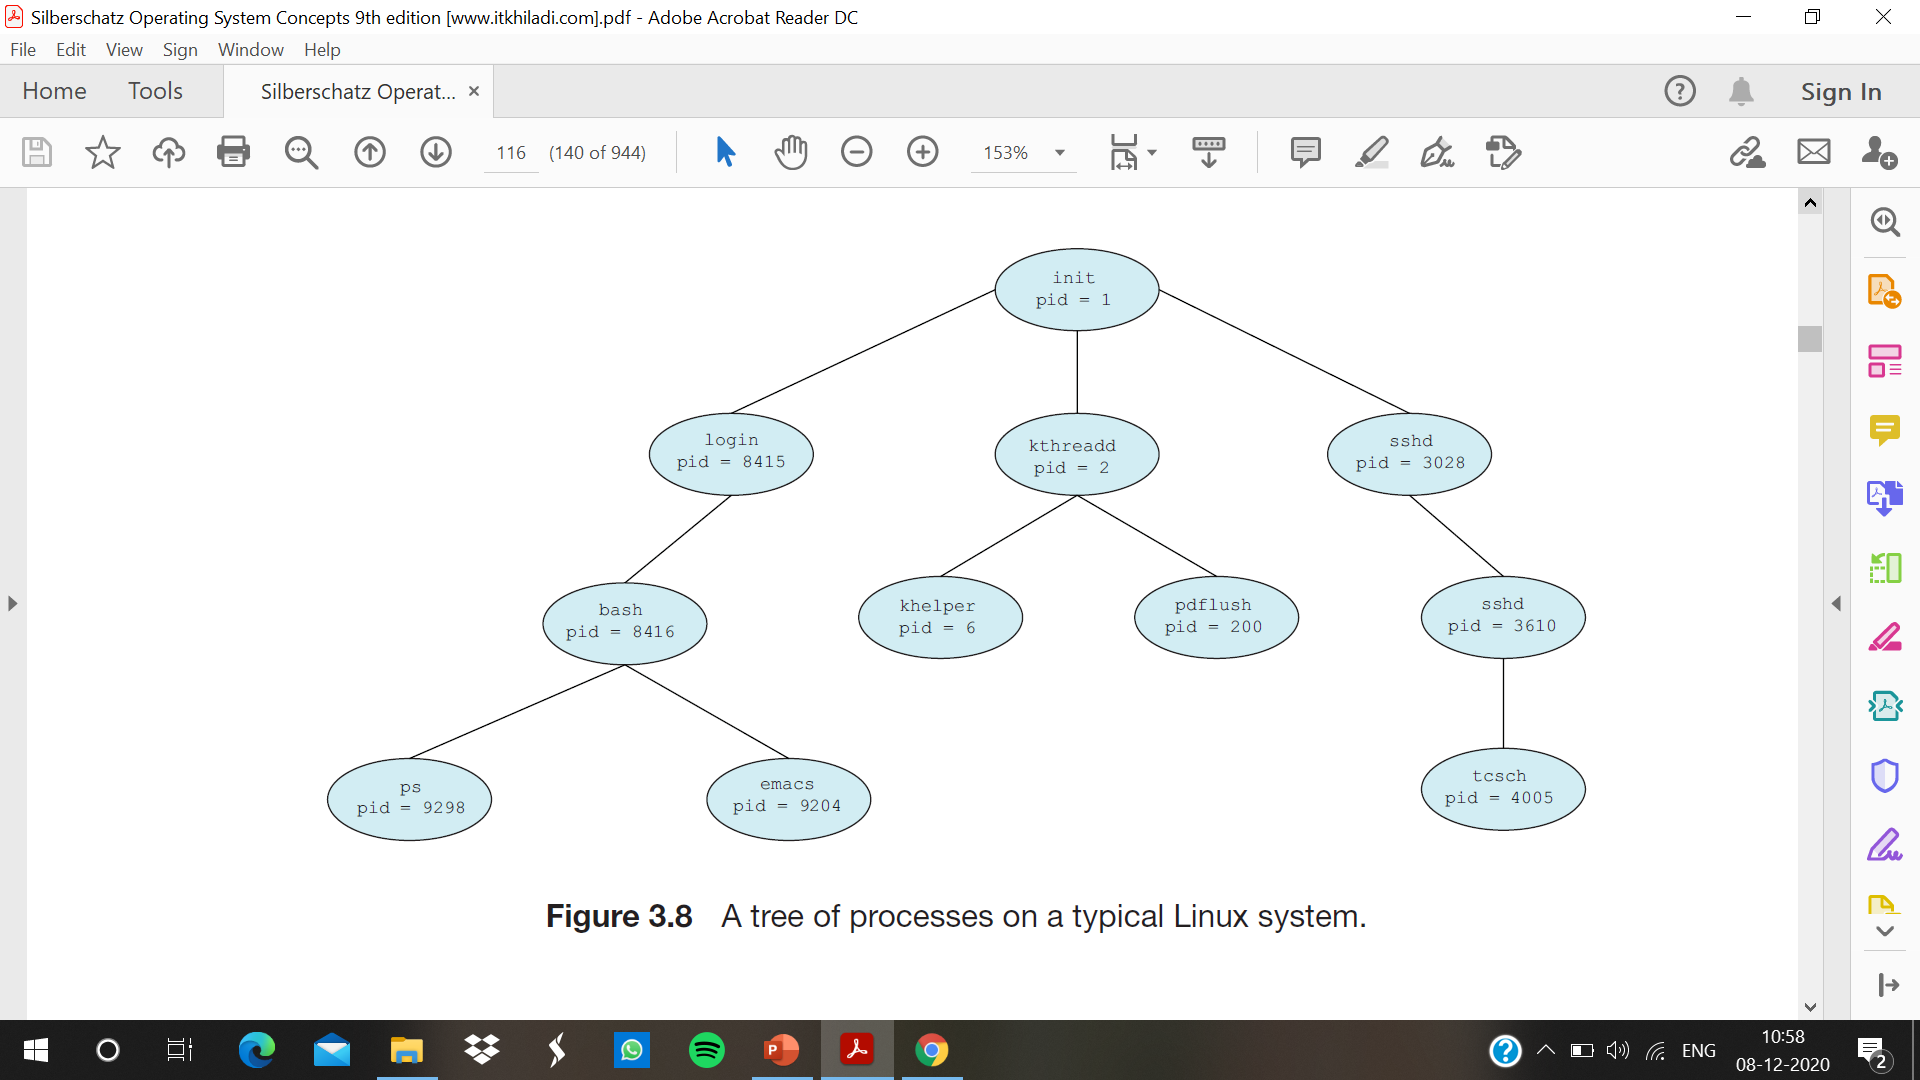 Silberschatz Operating System Concepts 9th edition [www.itkhiladi.com].pdf - Adobe Acrobat Reader DC
File Edit View Sign Window Help
Home Tools Silberschatz Operat... × ? Sign In
116 (140 of 944) 153%
init
pid = 1
login
pid = 8415
kthreadd
pid = 2
sshd
pid = 3028
bash
pid = 8416
khelper
pid = 6
pdflush
pid = 200
sshd
pid = 3610
ps
pid = 9298
emacs
pid = 9204
tcsch
pid = 4005
Figure 3.8 A tree of processes on a typical Linux system.
P
? ENG
10:58
08-12-2020
2